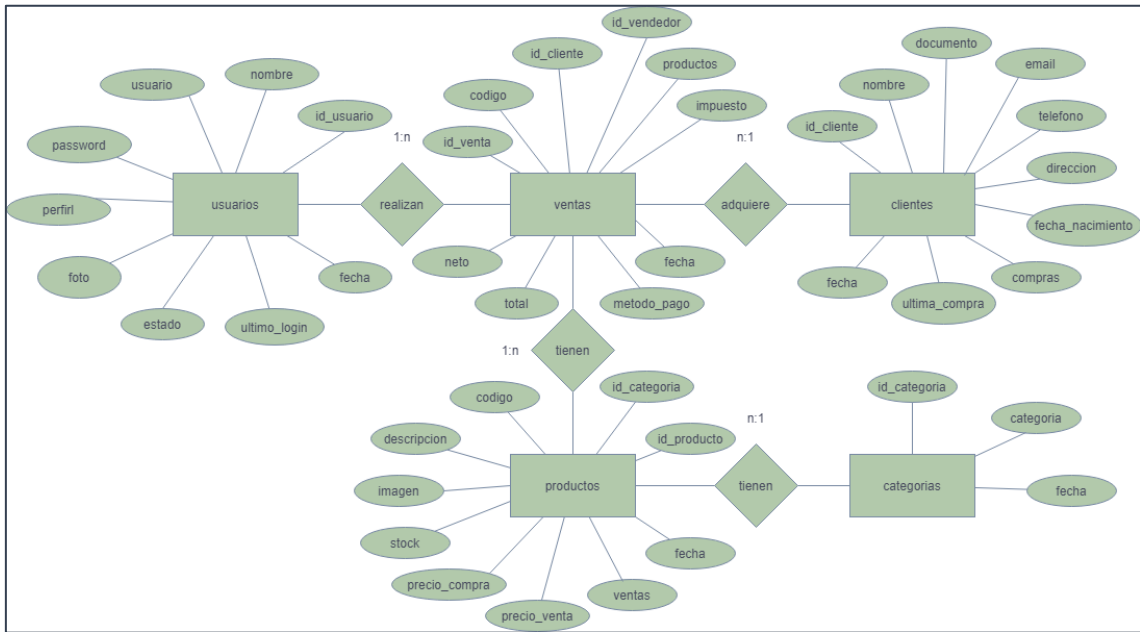 id_vendedor
id_cliente
productos
codigo
impuesto
id_venta
documento
email
nombre
telefono
id_cliente
direccion
fecha_nacimiento
nombre
usuario
id_usuario
password
perfirl
1:n
n:1
usuarios
realizan
ventas
adquiere
clientes
foto
estado
ultimo_login
fecha
neto
total
metodo_pago
fecha
fecha
ultima_compra
compras
1:n
tienen
codigo
id_categoria
descripcion
id_producto
imagen
n:1
id_categoria
categoria
productos
tienen
categorias
fecha
stock
precio_compra
precio_venta
ventas
fecha